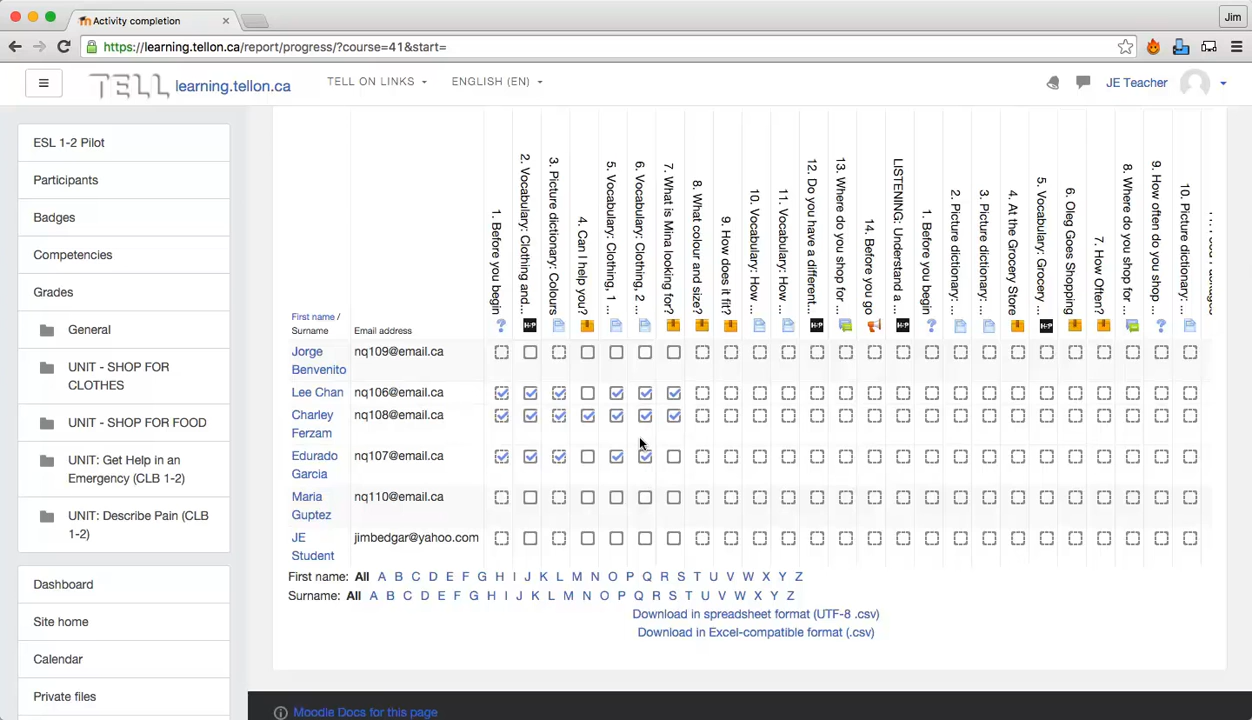 Activity completion
Jim
https://learning.tellon.ca/report/progress/?course=41&start=
TELL learning.tellon.ca
TELL ON LINKS
ENGLISH (EN)
JE Teacher
ESL 1-2 Pilot
Participants
Badges
Competencies
Grades
General
UNIT - SHOP FOR
CLOTHES
UNIT - SHOP FOR FOOD
UNIT: Get Help in an
Emergency (CLB 1-2)
UNIT: Describe Pain (CLB
1-2)
Dashboard
Site home
Calendar
Private files
1. Before you begin
2. Vocabulary: Clothing and...
3. Picture dictionary: Colours
4. Can I help you?
5. Vocabulary: Clothing, 1 ...
6. Vocabulary: Clothing, 2 ...
7. What is Mina looking for?
8. What colour and size?
9. How does it fit?
10. Vocabulary: How ...
11. Vocabulary: How ...
12. Do you have a different...
13. Where do you shop for ...
14. Before you go
LISTENING: Understand a ...
1. Before you begin
2. Picture dictionary: ...
3. Picture dictionary: ...
4. At the Grocery Store
5. Vocabulary: Grocery ...
6. Oleg Goes Shopping
7. How Often?
8. Where do you shop for ...
9. How often do you shop ...
10. Picture dictionary: ...
First name /
Surname
Email address
H-P
H-P
H-P
H-P
Jorge
Benvenito
nq109@email.ca
Lee Chan
nq106@email.ca
Charley
Ferzam
nq108@email.ca
Edurado
Garcia
nq107@email.ca
Maria
Guptez
nq110@email.ca
JE
Student
jimbedgar@yahoo.com
First name: All A B C D E F G H I J K L M N O P Q R S T U V W X Y Z
Surname: All A B C D E F G H I J K L M N O P Q R S T U V W X Y Z
Download in spreadsheet format (UTF-8 .csv)
Download in Excel-compatible format (.csv)
Moodle Docs for this page